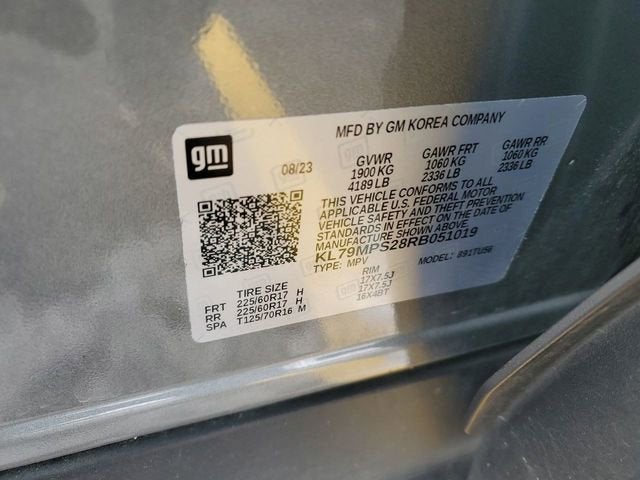 MFD BY GM KOREA COMPANY
gm
08/23
GVWR GAWR FRT GAWR RR
1900 KG 1060 KG 1060 KG
4189 LB 2336 LB 2336 LB
THIS VEHICLE CONFORMS TO ALL
APPLICABLE U.S. FEDERAL MOTOR
VEHICLE SAFETY AND THEFT PREVENTION
STANDARDS IN EFFECT ON THE DATE OF
MANUFACTURE SHOWN ABOVE.
KL79MPS28RB051019
TYPE: MPV MODEL: 891TU56
TIRE SIZE RIM
FRT 225/60R17 H 17X7.5J
RR 225/60R17 H 17X7.5J
SPA T125/70R16 M 16X4BT